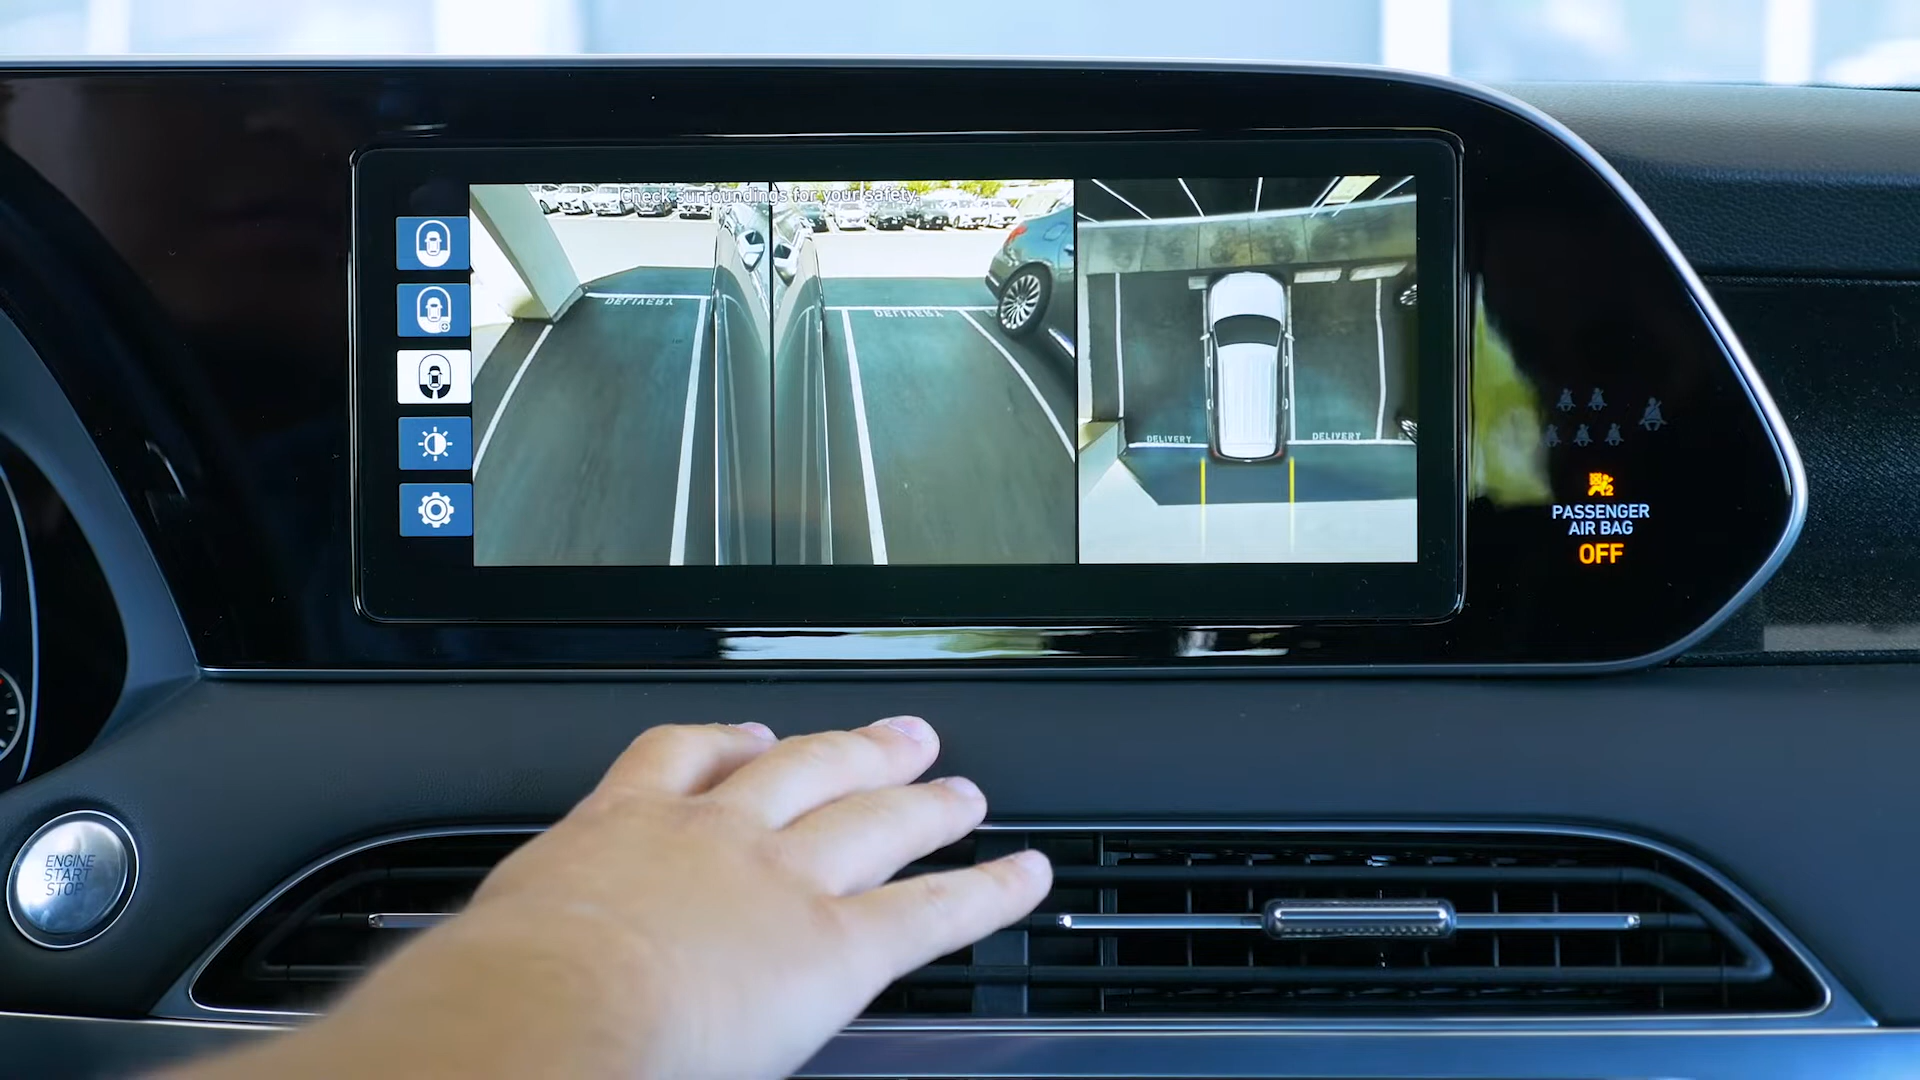 Check surroundings for your safety.
DELIVERY
DELIVERY
DELIVERY
DELIVERY
PASSENGER
AIR BAG
OFF
ENGINE
START
STOP